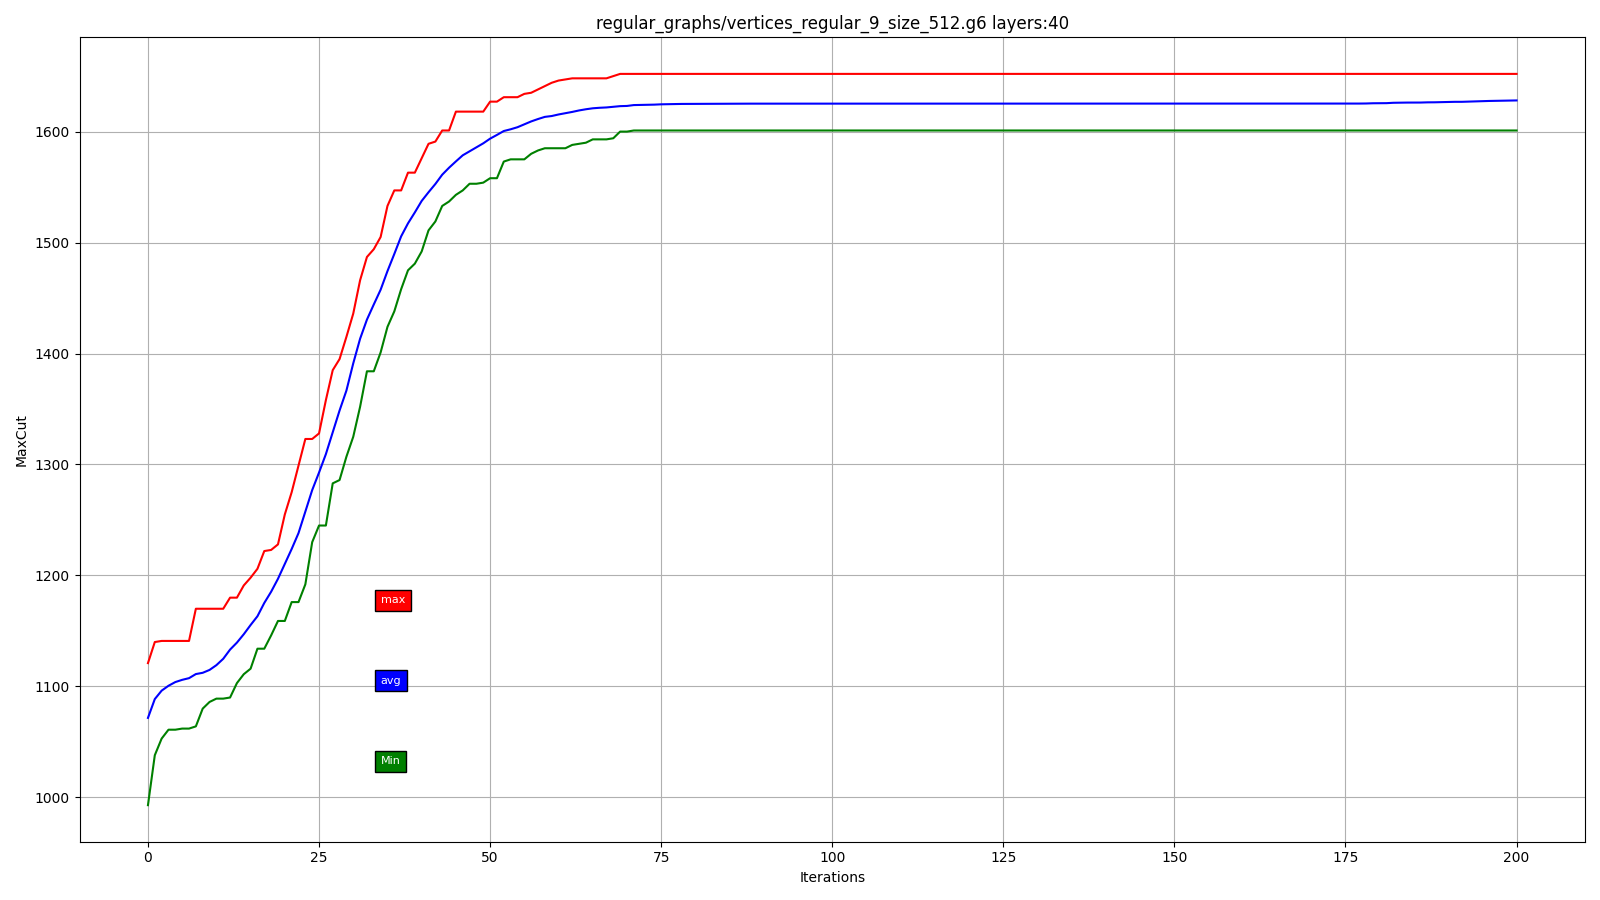 regular_graphs/vertices_regular_9_size_512.g6 layers:40
MaxCut
1600
1500
1400
1300
1200
1100
1000
max
avg
Min
0 25 50 75 100 125 150 175 200
Iterations